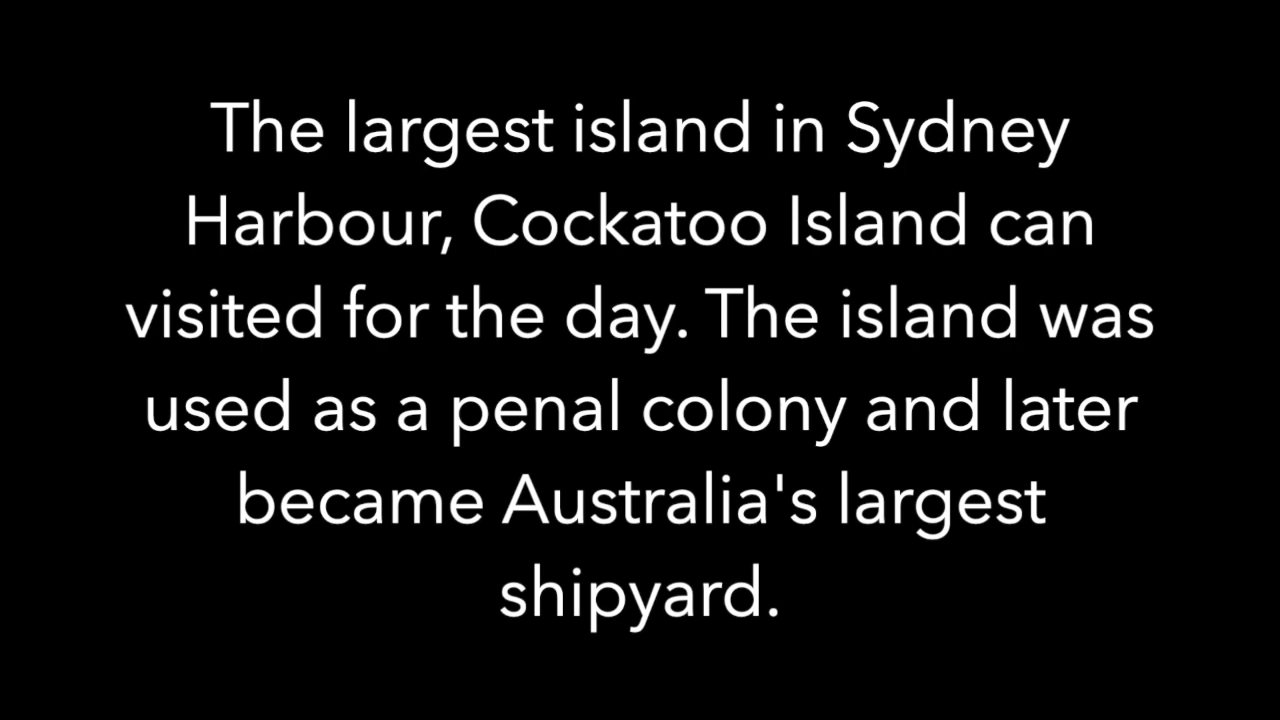 The largest island in Sydney
Harbour, Cockatoo Island can
visited for the day. The island was
used as a penal colony and later
became Australia's largest
shipyard.